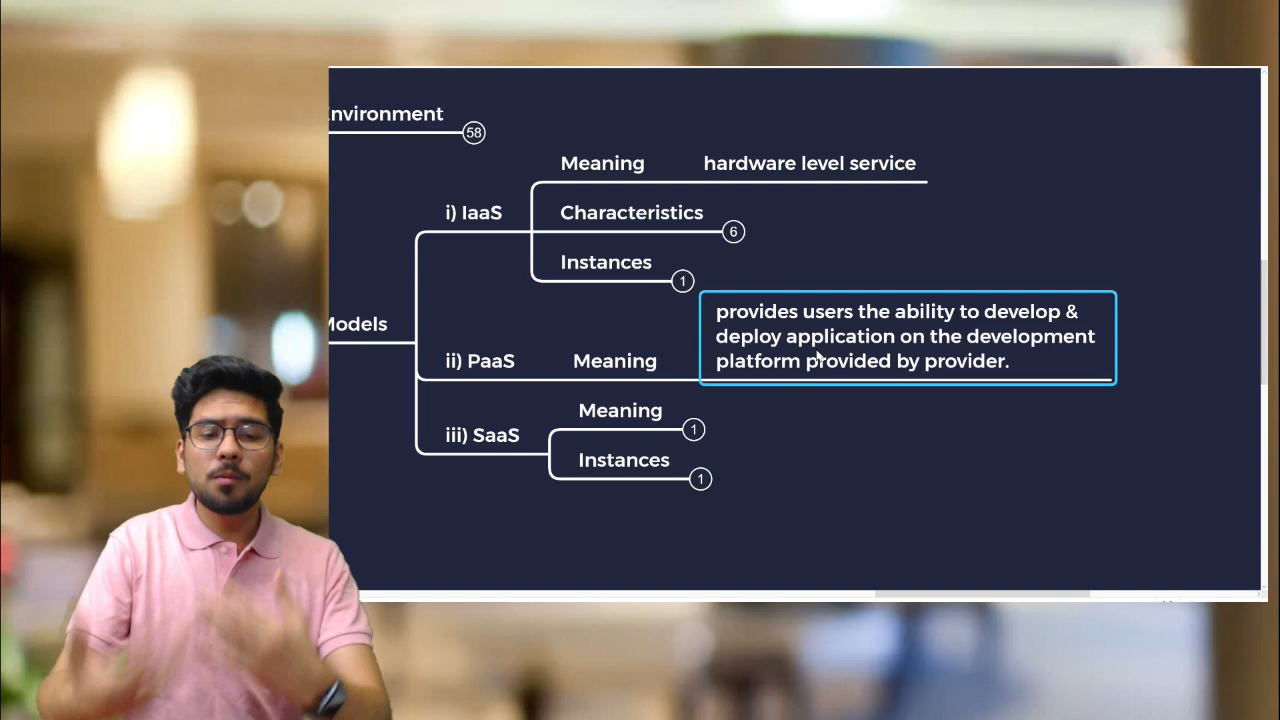 nvironment
58
Meaning
hardware level service
i) IaaS
Characteristics
6
Instances
1
Models
provides users the ability to develop &
deploy application on the development
platform provided by provider.
ii) PaaS
Meaning
Meaning
1
iii) SaaS
Instances
1